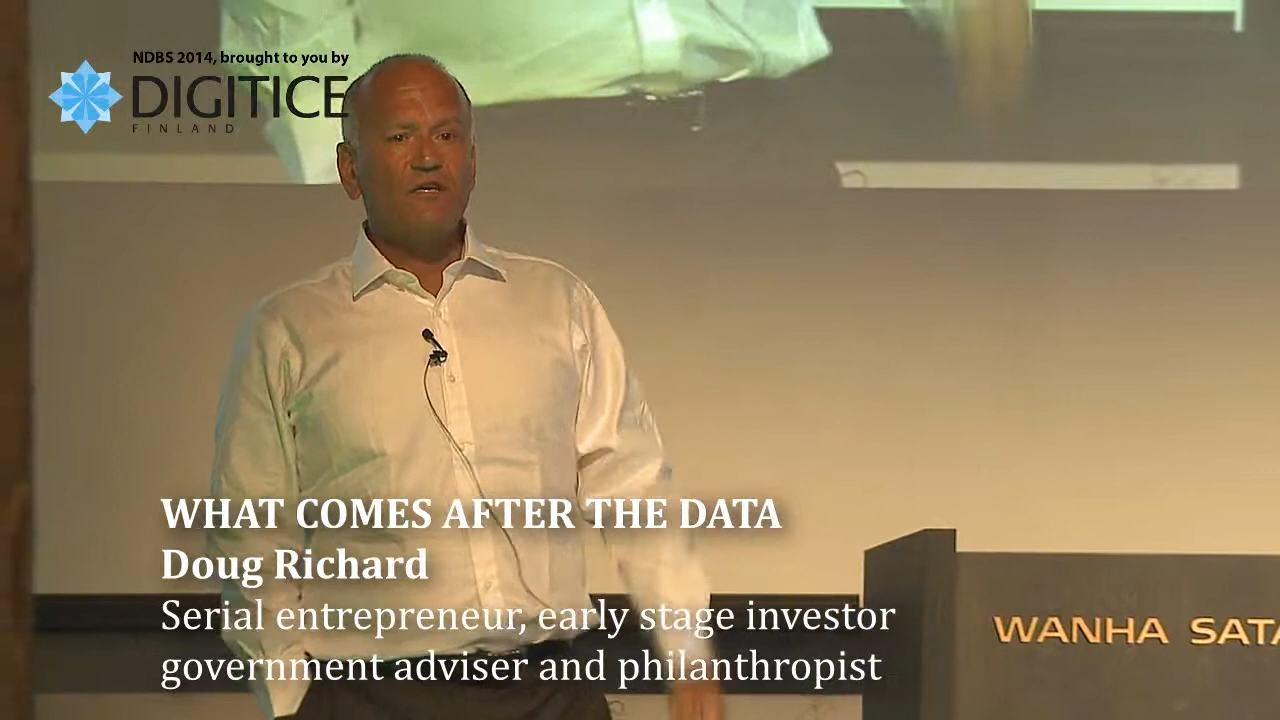 NDBS 2014, brought to you by
DIGITICE
FINLAND
WHAT COMES AFTER THE DATA
Doug Richard
Serial entrepreneur, early stage investor
government adviser and philanthropist
WANHA SATA